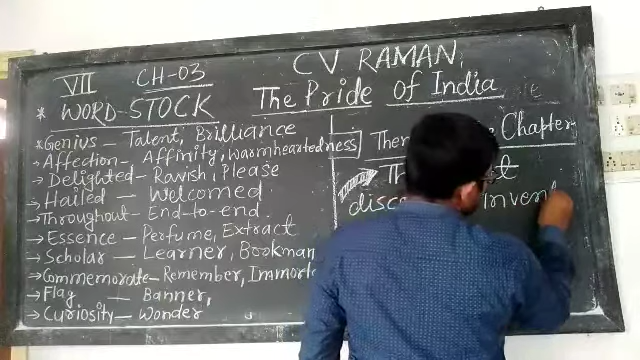 VII CH-03
CV RAMAN,
The Pride of India
* WORD-STOCK
*Genius — Talent, Brilliance
→ Affection — Affinity, warmheartedness
→ Delighted — Ravish, Please
→ Hailed — Welcomed
→ Throughout — End-to-end.
→ Essence — Perfume, Extract
→ Scholar — Learner, Bookman
→ Commemorate — Remember,
→ Flag — Banner,
→ Curiosity — Wonder
Chapter